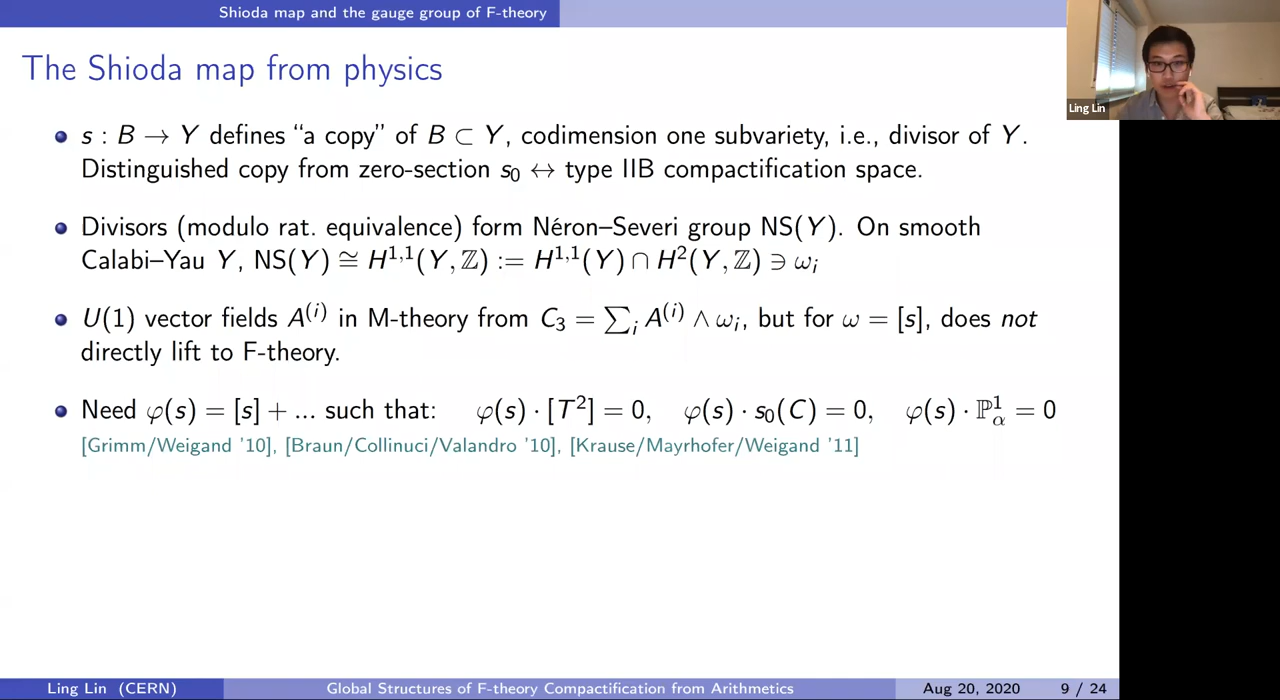 Shioda map and the gauge group of F-theory
The Shioda map from physics
s : B → Y defines “a copy” of B ⊂ Y, codimension one subvariety, i.e., divisor of Y.
Distinguished copy from zero-section s₀ ↔ type IIB compactification space.
Divisors (modulo rat. equivalence) form Néron–Severi group NS(Y). On smooth
Calabi–Yau Y, NS(Y) ≅ H¹,¹(Y, ℤ) := H¹,¹(Y) ∩ H²(Y, ℤ) ∋ ωᵢ
U(1) vector fields A⁽ⁱ⁾ in M-theory from C₃ = ∑ᵢ A⁽ⁱ⁾ ∧ ωᵢ, but for ω = [s], does not
directly lift to F-theory.
Need φ(s) = [s] + ... such that: φ(s) · [T²] = 0, φ(s) · s₀(C) = 0, φ(s) · ℙ¹_α = 0
[Grimm/Weigand '10], [Braun/Collinuci/Valandro '10], [Krause/Mayrhofer/Weigand '11]
Ling Lin
Ling Lin (CERN) Global Structures of F-theory Compactification from Arithmetics Aug 20, 2020 9 / 24